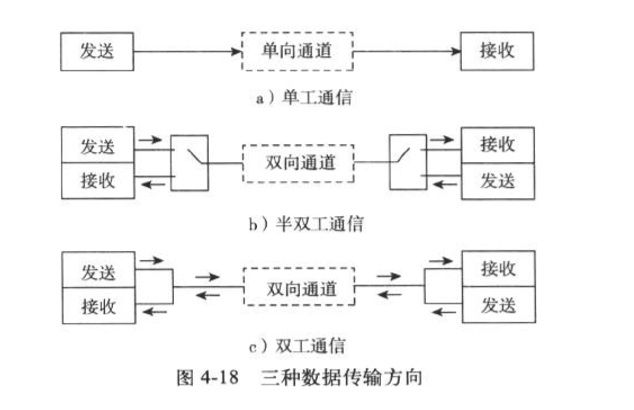 发送 单向通道 接收
a）单工通信
发送 接收
双向通道
接收 发送
b）半双工通信
发送 接收
双向通道
接收 发送
c）双工通信
图 4-18 三种数据传输方向